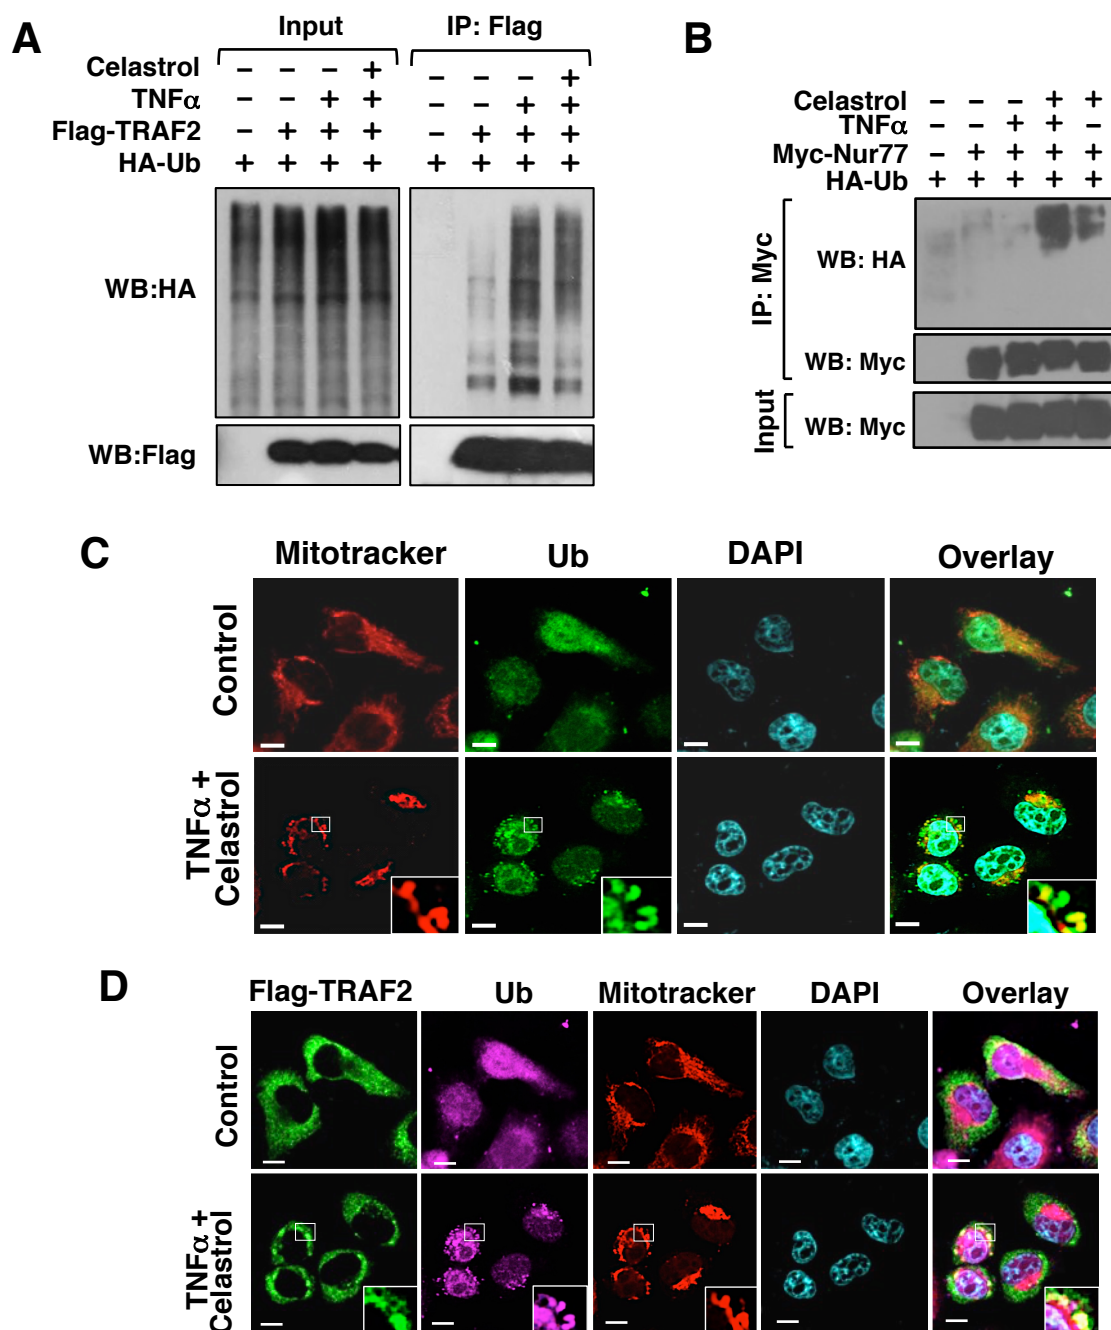 A
Input
IP: Flag
Celastrol − − − + − − − +
TNFα − − + + − − + +
Flag-TRAF2 − + + + − + + +
HA-Ub + + + + + + + +
WB:HA
WB:Flag
B
Celastrol − − − + +
TNFα − − + + −
Myc-Nur77 − + + + +
HA-Ub + + + + +
IP: Myc
WB: HA
WB: Myc
Input
WB: Myc
C
Mitotracker Ub DAPI Overlay
Control
TNFα +
Celastrol
D
Flag-TRAF2 Ub Mitotracker DAPI Overlay
Control
TNFα +
Celastrol